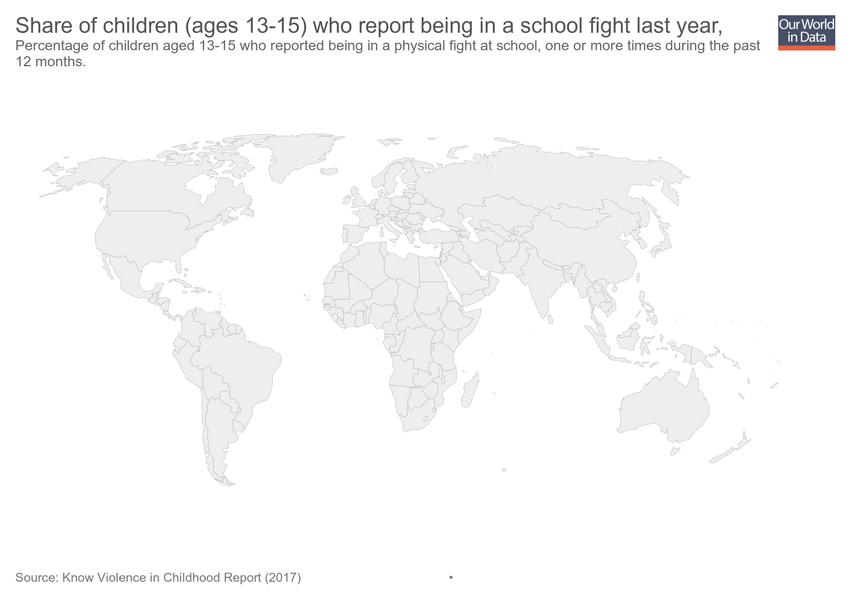 Share of children (ages 13-15) who report being in a school fight last year,
Our World
in Data
Percentage of children aged 13-15 who reported being in a physical fight at school, one or more times during the past
12 months.
Source: Know Violence in Childhood Report (2017)
•